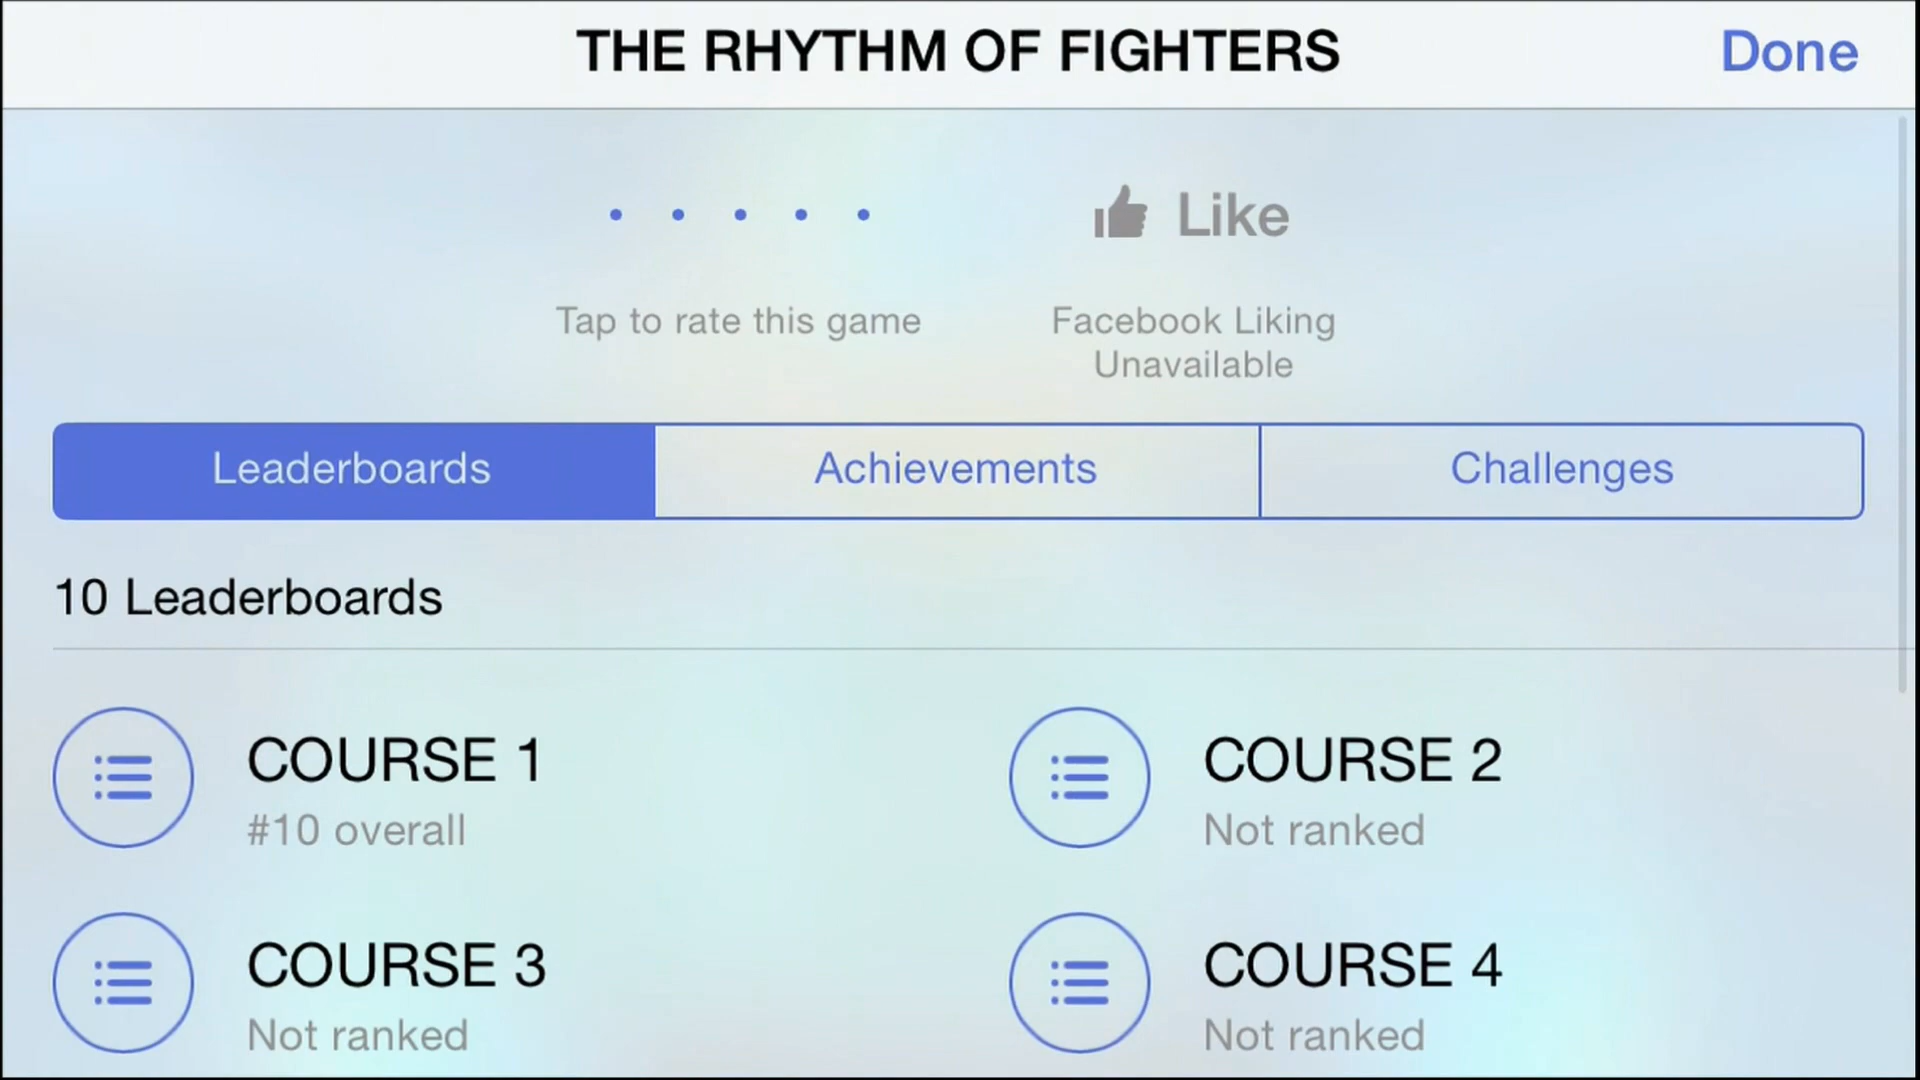 THE RHYTHM OF FIGHTERS
Done
Like
Tap to rate this game
Facebook Liking
Unavailable
Leaderboards
Achievements
Challenges
10 Leaderboards
COURSE 1
#10 overall
COURSE 2
Not ranked
COURSE 3
Not ranked
COURSE 4
Not ranked